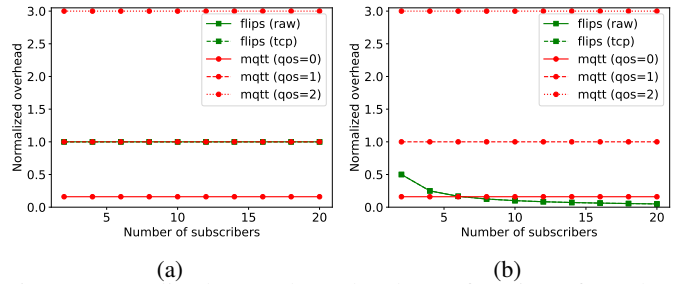 3.0
2.5
2.0
1.5
1.0
0.5
0.0
Normalized overhead
flips (raw)
flips (tcp)
mqtt (qos=0)
mqtt (qos=1)
mqtt (qos=2)
5 10 15 20
Number of subscribers
(a)
3.0
2.5
2.0
1.5
1.0
0.5
0.0
Normalized overhead
flips (raw)
flips (tcp)
mqtt (qos=0)
mqtt (qos=1)
mqtt (qos=2)
5 10 15 20
Number of subscribers
(b)